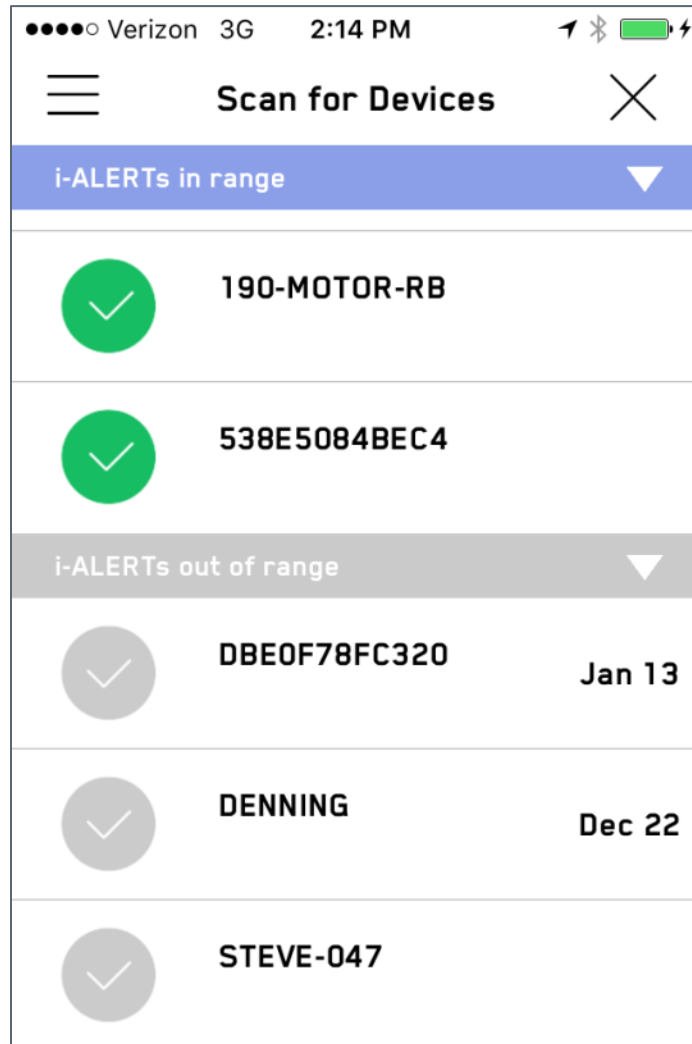 Verizon 3G 2:14 PM
Scan for Devices
i-ALERTs in range
190-MOTOR-RB
538E5084BEC4
i-ALERTs out of range
DBE0F78FC320
Jan 13
DENNING
Dec 22
STEVE-047